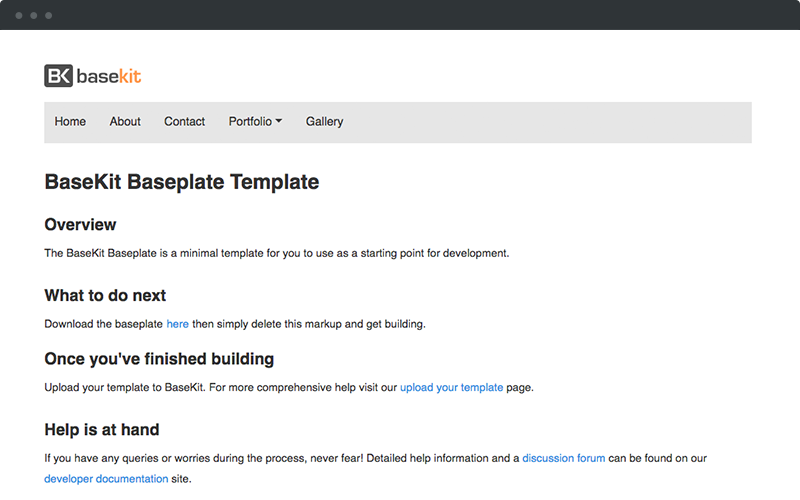 BK basekit
Home About Contact Portfolio Gallery
BaseKit Baseplate Template
Overview
The BaseKit Baseplate is a minimal template for you to use as a starting point for development.
What to do next
Download the baseplate here then simply delete this markup and get building.
Once you've finished building
Upload your template to BaseKit. For more comprehensive help visit our upload your template page.
Help is at hand
If you have any queries or worries during the process, never fear! Detailed help information and a discussion forum can be found on our
developer documentation site.